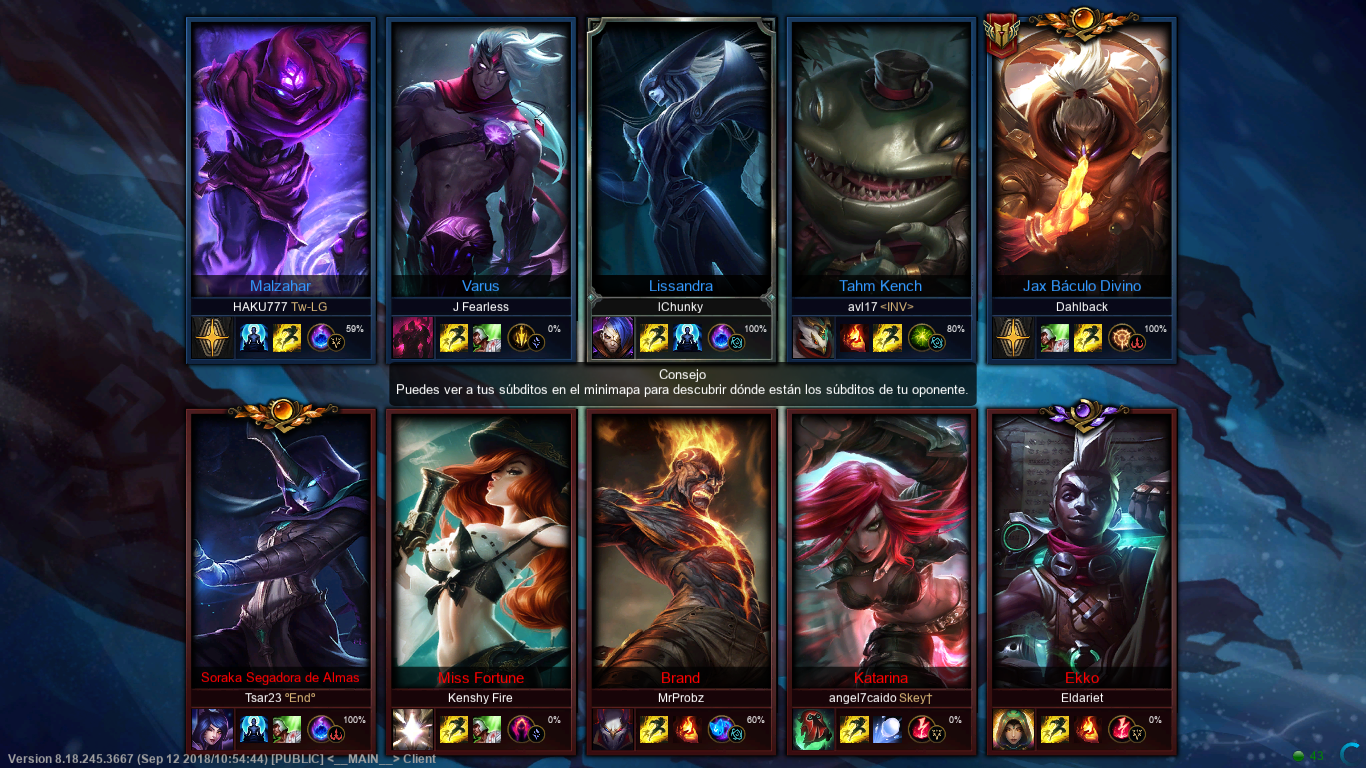 Malzahar
Varus
Lissandra
Tahm Kench
Jax Báculo Divino
HAKU777 Tw-LG
J Fearless
IChunky
avl17 <INV>
Dahlback
59%
0%
100%
80%
100%
Consejo
Puedes ver a tus súbditos en el minimapa para descubrir dónde están los súbditos de tu oponente.
Soraka Segadora de Almas
Miss Fortune
Brand
Katarina
Ekko
Tsar23 ºEndº
Kenshy Fire
MrProbz
angel7caido Skey†
Eldariet
100%
0%
60%
0%
0%
Version 8.18.245.3667 (Sep 12 2018/10:54:44) [PUBLIC] <__MAIN__> Client
43